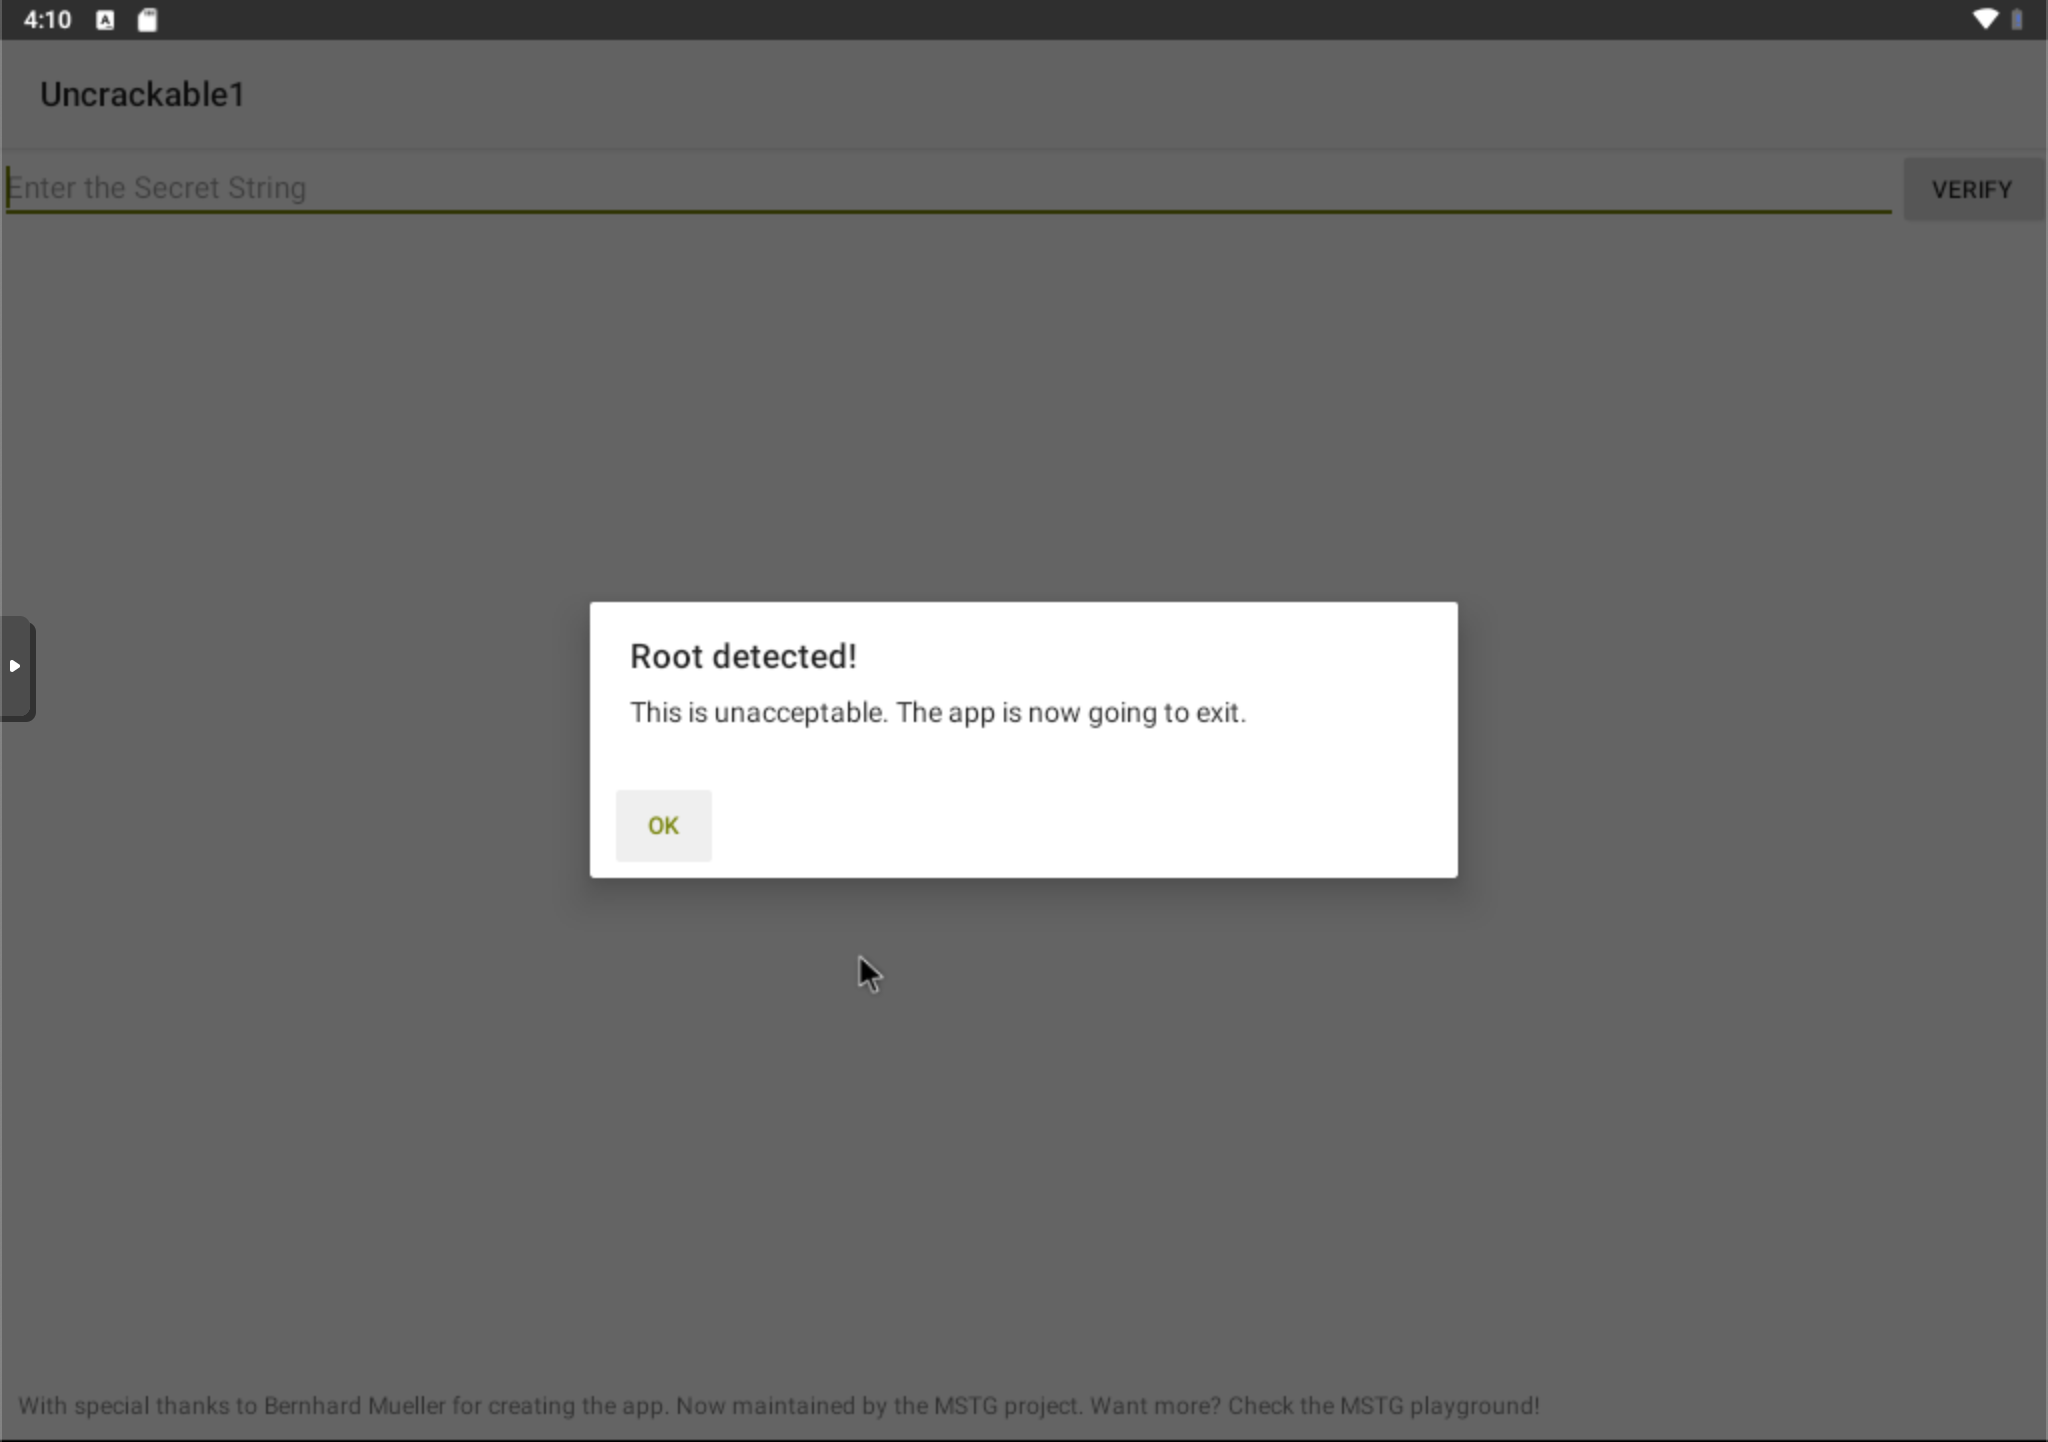 4:10
Uncrackable1
Enter the Secret String
VERIFY
Root detected!
This is unacceptable. The app is now going to exit.
OK
With special thanks to Bernhard Mueller for creating the app. Now maintained by the MSTG project. Want more? Check the MSTG playground!